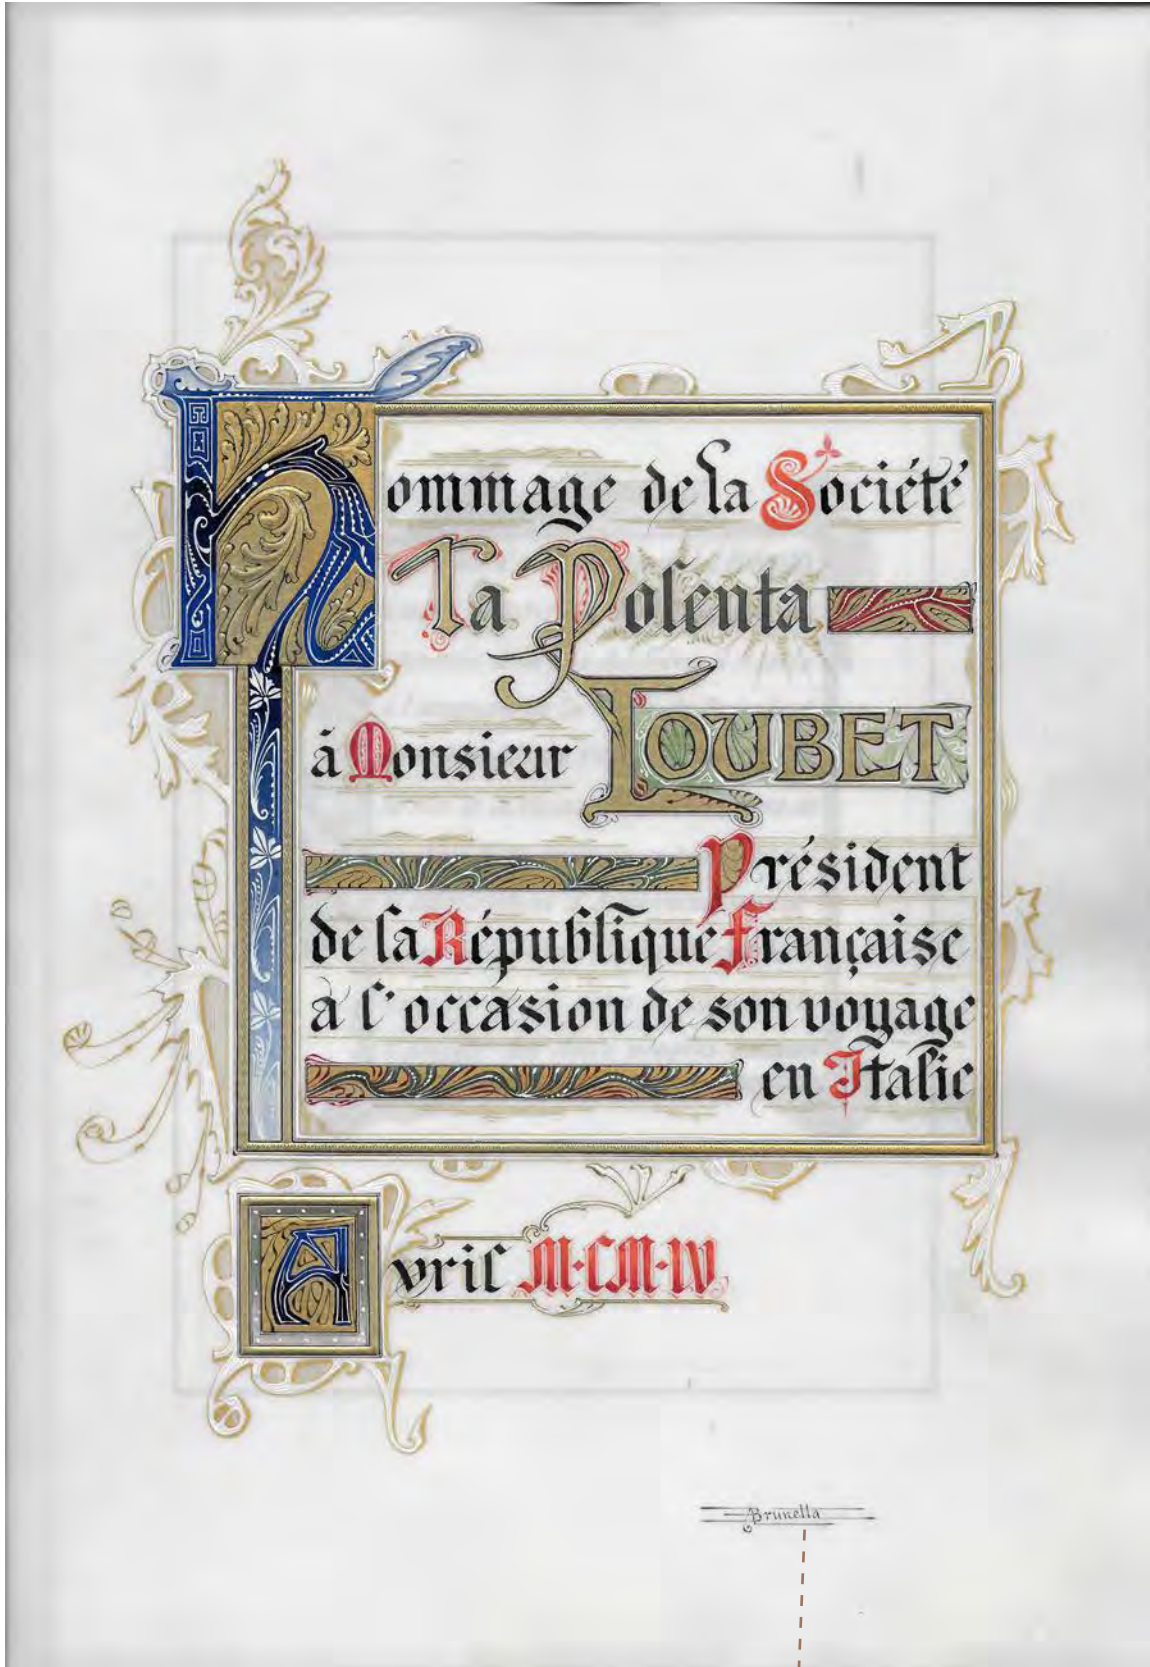 Hommage de la Société
La Polenta
à Monsieur LOUBET
Président
de la République Française
à l'occasion de son voyage
en Italie
Avril M·CM·IV
Brunella